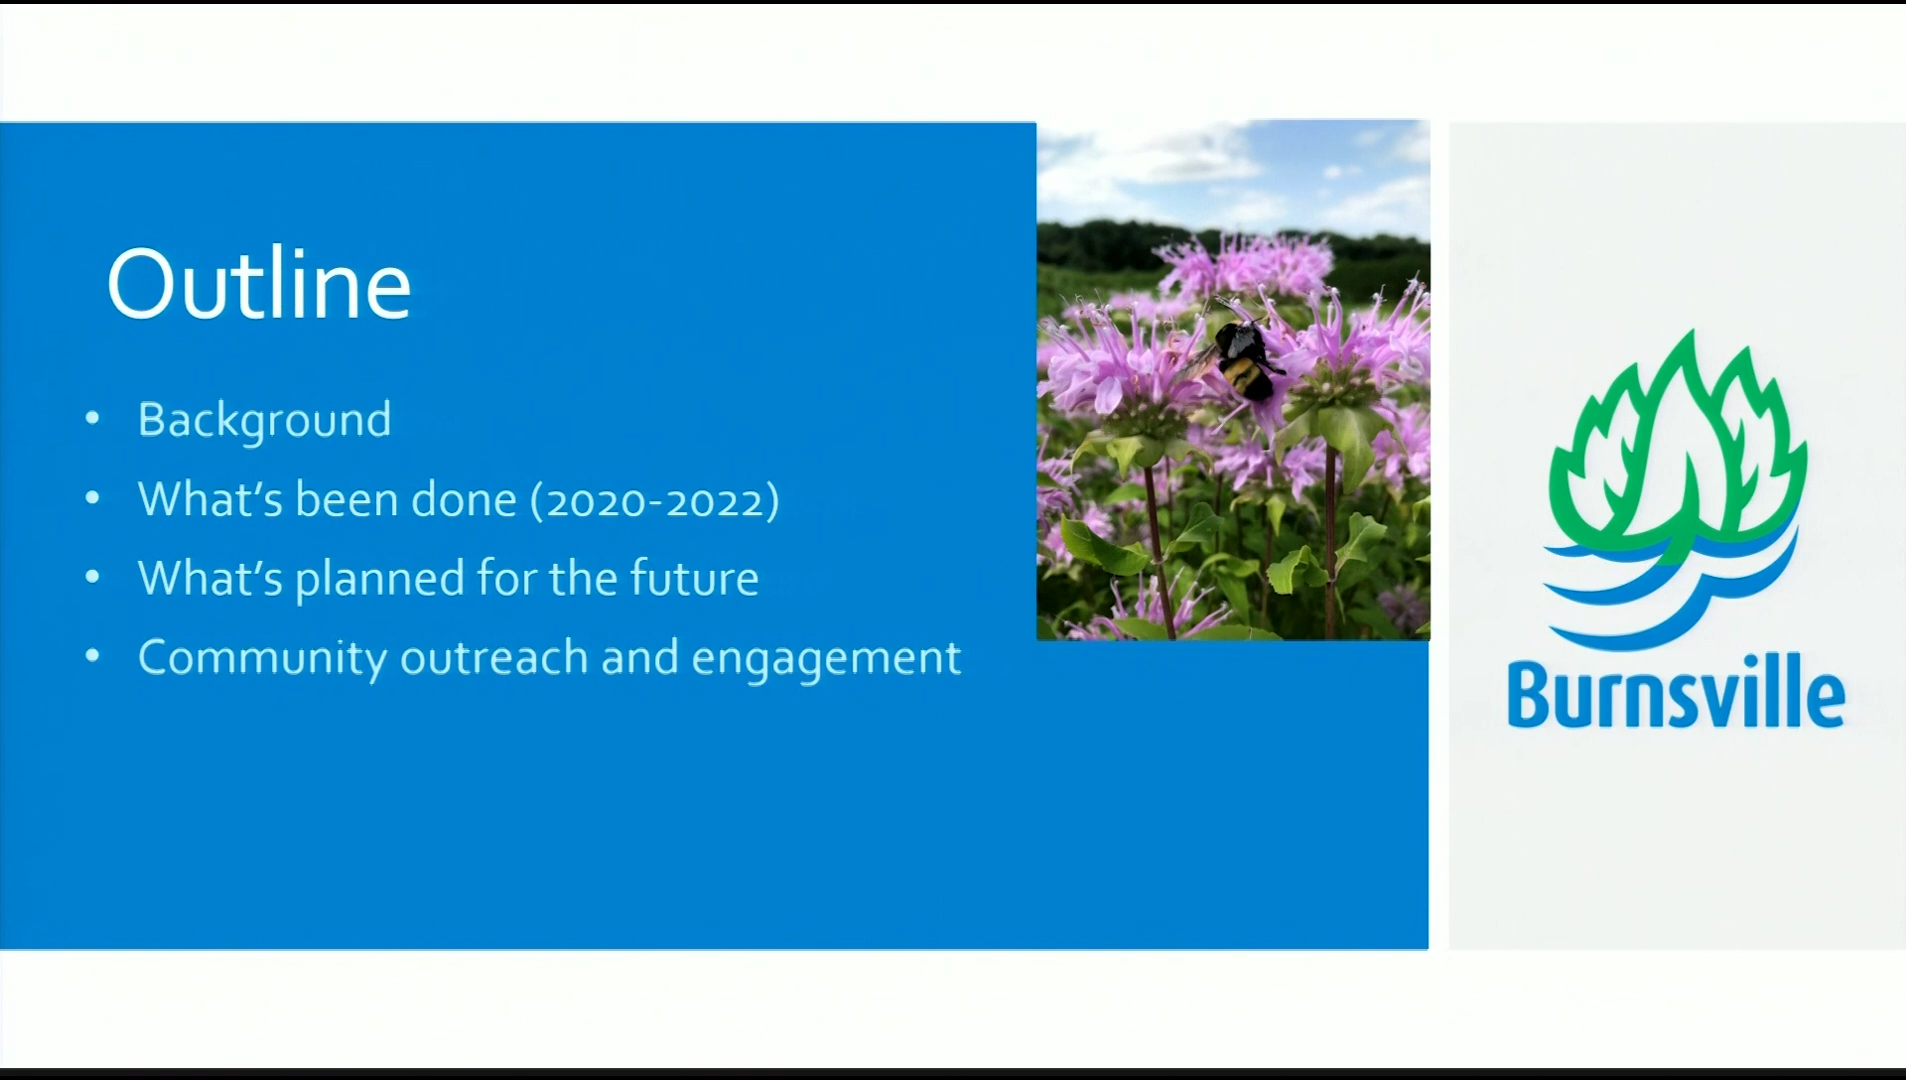 Outline
• Background
• What's been done (2020-2022)
• What's planned for the future
• Community outreach and engagement
Burnsville